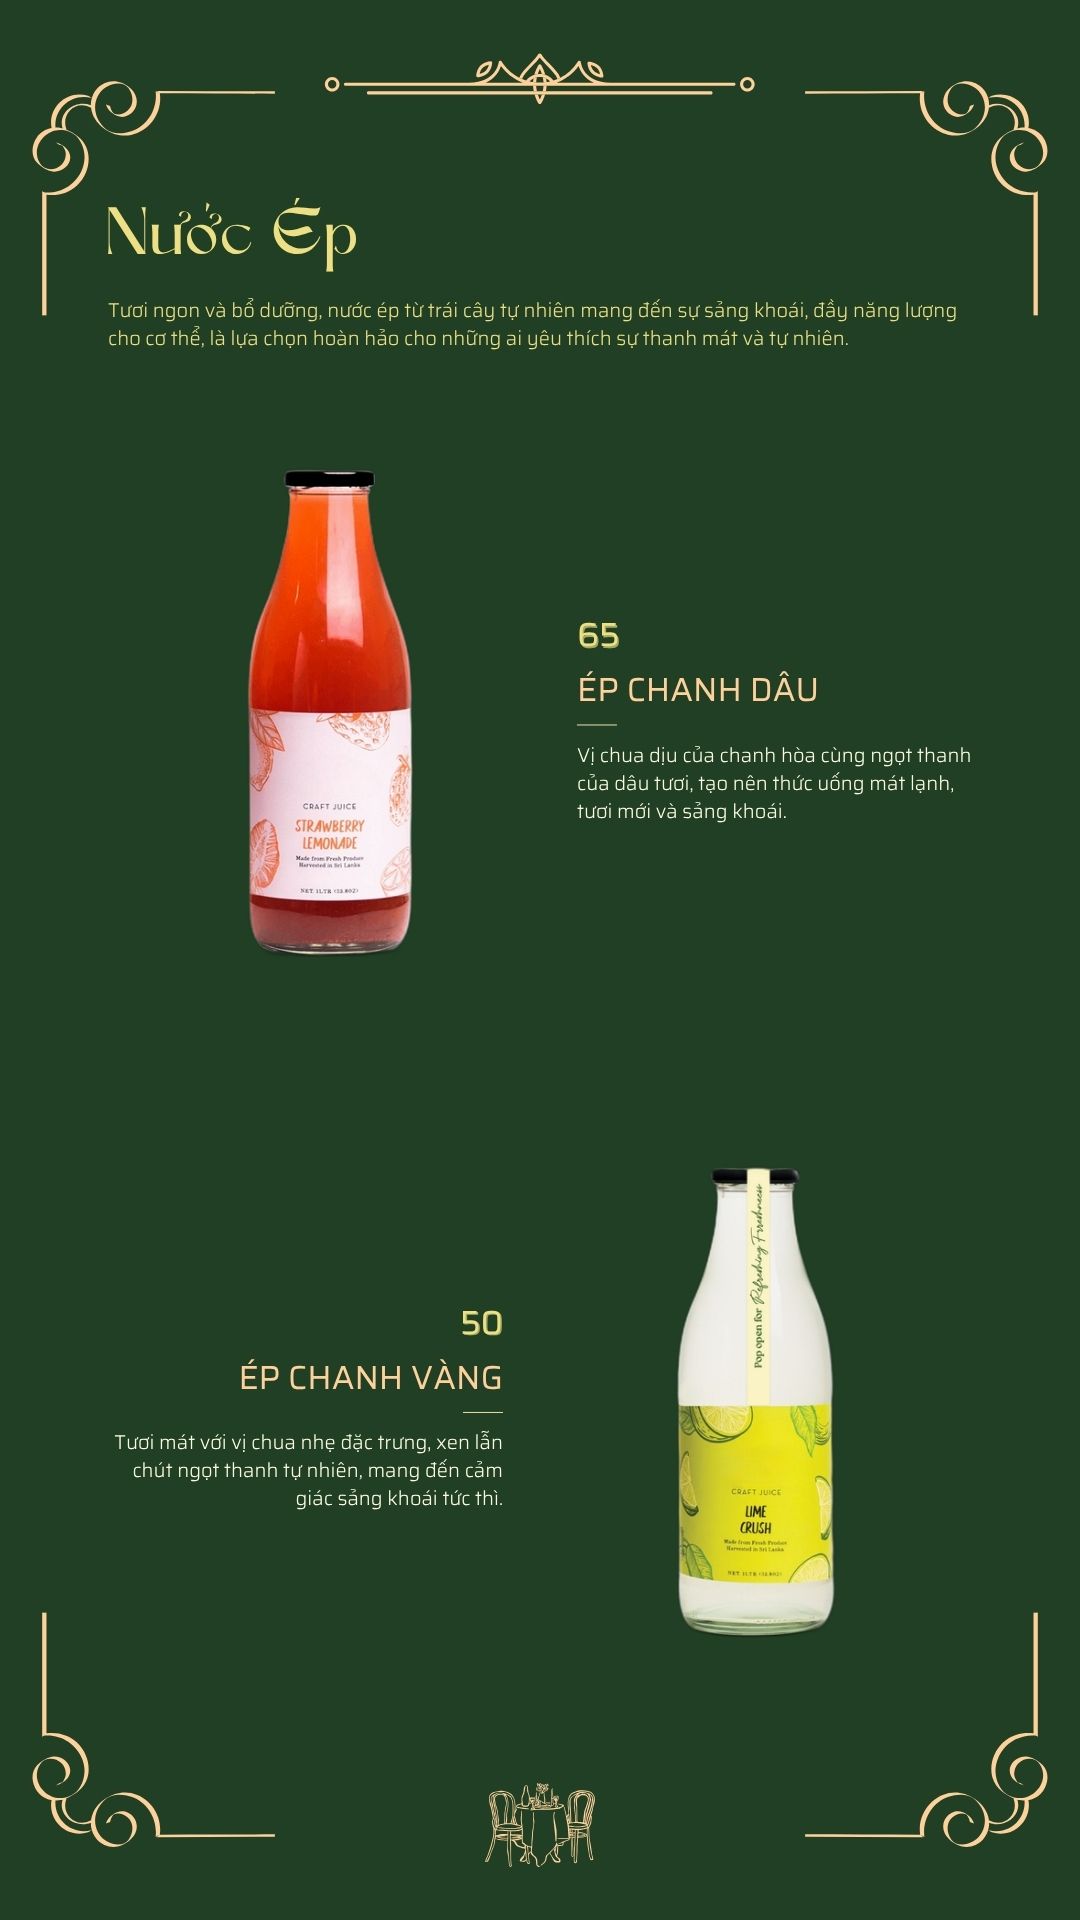 Nước Ép
Tươi ngon và bổ dưỡng, nước ép từ trái cây tự nhiên mang đến sự sảng khoái, đầy năng lượng
cho cơ thể, là lựa chọn hoàn hảo cho những ai yêu thích sự thanh mát và tự nhiên.
65
ÉP CHANH DÂU
Vị chua dịu của chanh hòa cùng ngọt thanh
của dâu tươi, tạo nên thức uống mát lạnh,
tươi mới và sảng khoái.
CRAFT JUICE
STRAWBERRY
LEMONADE
Made from Fresh Produce
Harvested in Sri Lanka
NET. 1LTR (33.8OZ)
50
ÉP CHANH VÀNG
Tươi mát với vị chua nhẹ đặc trưng, xen lẫn
chút ngọt thanh tự nhiên, mang đến cảm
giác sảng khoái tức thì.
Pop open for Refreshing Freshness
CRAFT JUICE
LIME
CRUSH
Made from Fresh Produce
Harvested in Sri Lanka
NET. 1LTR (33.8OZ)